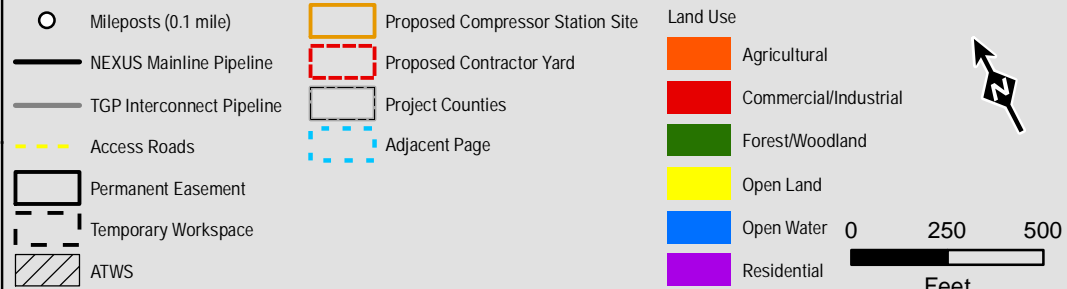 Mileposts (0.1 mile)
NEXUS Mainline Pipeline
TGP Interconnect Pipeline
Access Roads
Permanent Easement
Temporary Workspace
ATWS
Proposed Compressor Station Site
Proposed Contractor Yard
Project Counties
Adjacent Page
Land Use
Agricultural
Commercial/Industrial
Forest/Woodland
Open Land
Open Water
Residential
N
0 250 500
Feet